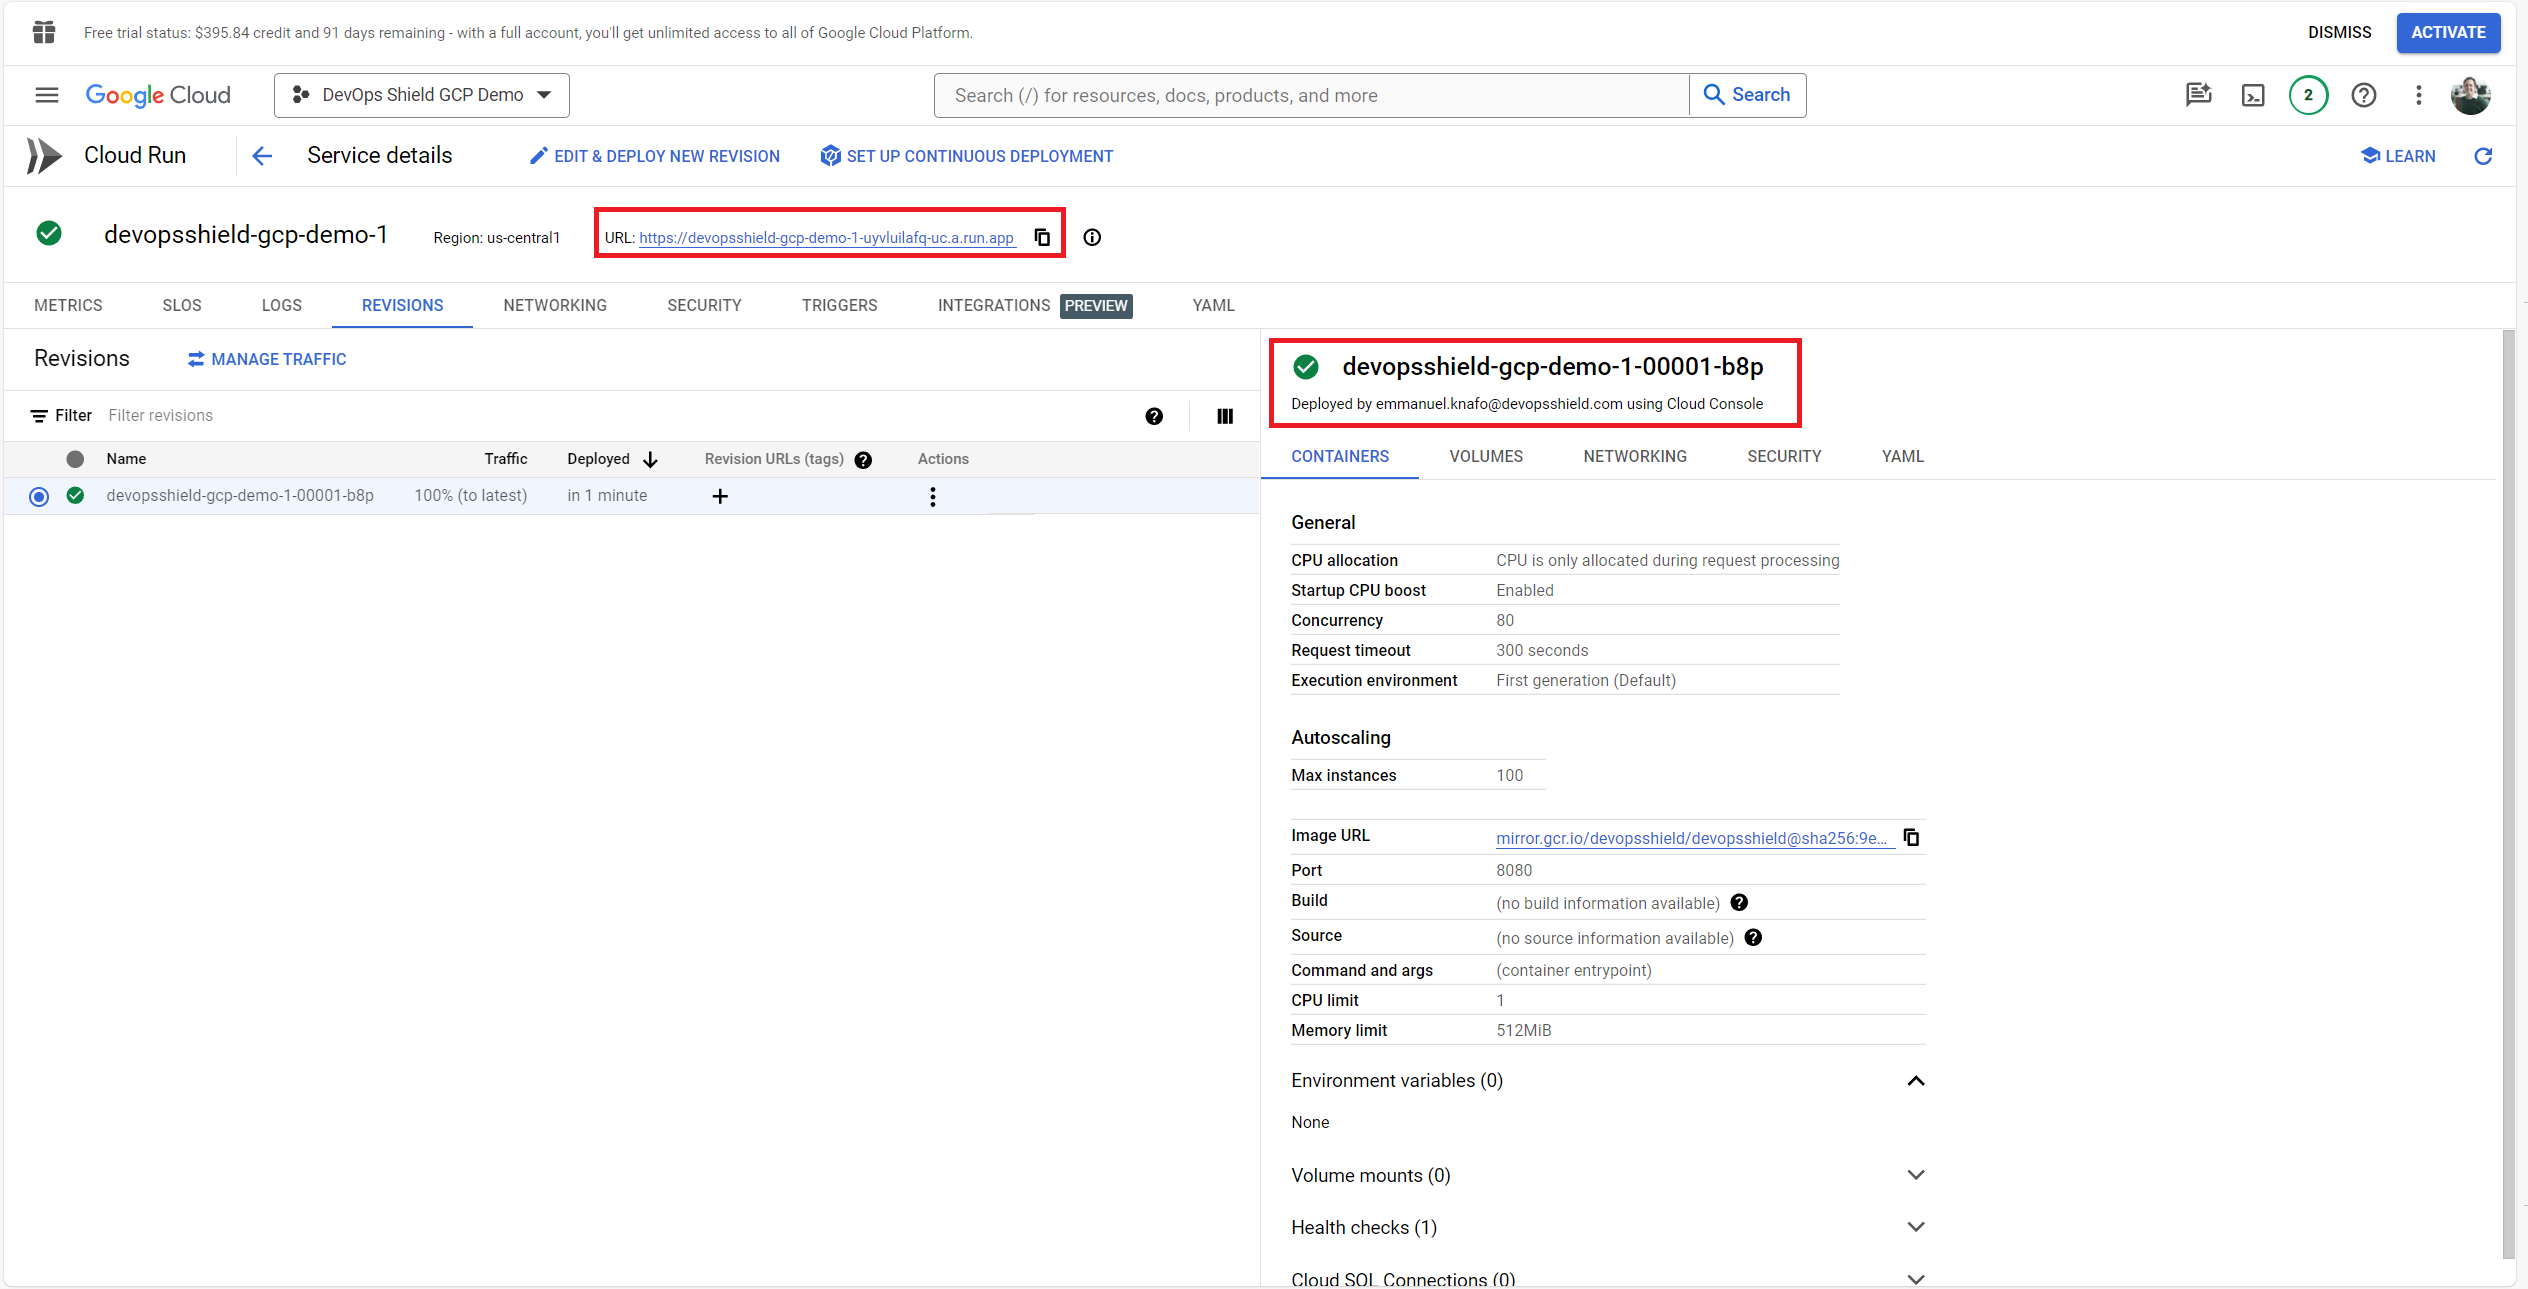 Free trial status: $395.84 credit and 91 days remaining - with a full account, you'll get unlimited access to all of Google Cloud Platform.
DISMISS
ACTIVATE
Google Cloud
DevOps Shield GCP Demo
Search (/) for resources, docs, products, and more
Search
2
Cloud Run
Service details
EDIT & DEPLOY NEW REVISION
SET UP CONTINUOUS DEPLOYMENT
LEARN
devopsshield-gcp-demo-1
Region: us-central1
URL: https://devopsshield-gcp-demo-1-uyvluilafq-uc.a.run.app
METRICS
SLOS
LOGS
REVISIONS
NETWORKING
SECURITY
TRIGGERS
INTEGRATIONS PREVIEW
YAML
Revisions
MANAGE TRAFFIC
Filter Filter revisions
Name Traffic Deployed Revision URLs (tags) Actions
devopsshield-gcp-demo-1-00001-b8p 100% (to latest) in 1 minute
devopsshield-gcp-demo-1-00001-b8p
Deployed by emmanuel.knafo@devopsshield.com using Cloud Console
CONTAINERS
VOLUMES
NETWORKING
SECURITY
YAML
General
CPU allocation CPU is only allocated during request processing
Startup CPU boost Enabled
Concurrency 80
Request timeout 300 seconds
Execution environment First generation (Default)
Autoscaling
Max instances 100
Image URL mirror.gcr.io/devopsshield/devopsshield@sha256:9e...
Port 8080
Build (no build information available)
Source (no source information available)
Command and args (container entrypoint)
CPU limit 1
Memory limit 512MiB
Environment variables (0)
None
Volume mounts (0)
Health checks (1)
Cloud SQL Connections (0)